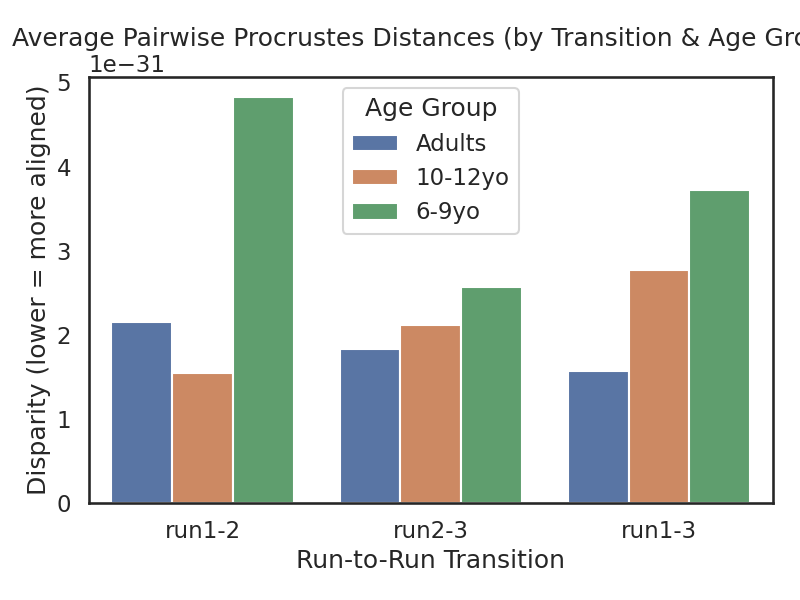 Average Pairwise Procrustes Distances (by Transition & Age Gro
1e−31
5
4
3
2
1
0
Disparity (lower = more aligned)
Age Group
Adults
10-12yo
6-9yo
run1-2
run2-3
run1-3
Run-to-Run Transition